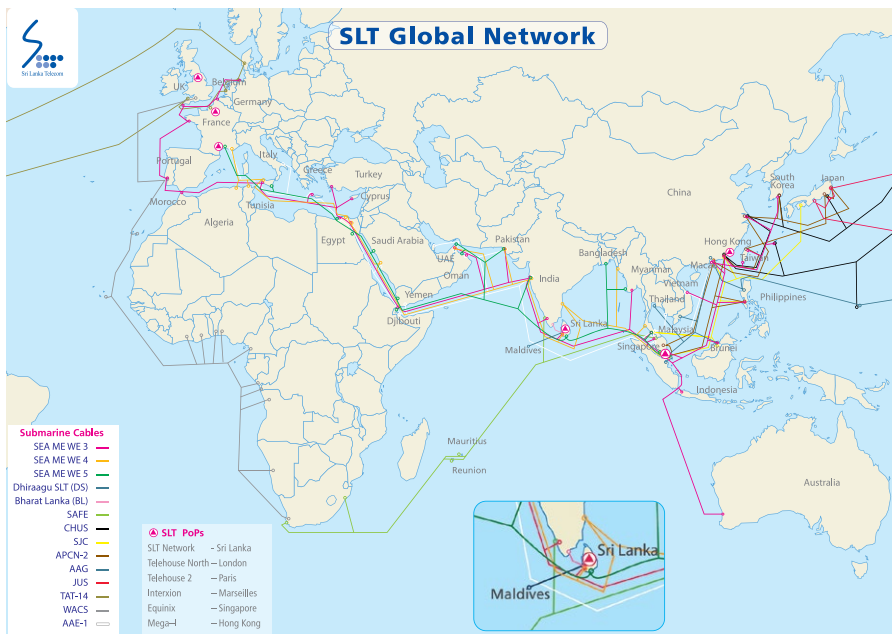 SLT Global Network
Sri Lanka Telecom
UK
Belgium
Germany
France
Portugal
Italy
Greece
Turkey
Cyprus
Morocco
Tunisia
Algeria
Egypt
Saudi Arabia
UAE
Oman
Yemen
Djibouti
Pakistan
India
Bangladesh
Myanmar
Thailand
Vietnam
China
South
Korea
Japan
Hong Kong
Macau
Taiwan
Philippines
Maldives
Sri Lanka
Malaysia
Singapore
Brunei
Indonesia
Mauritius
Reunion
Australia
Submarine Cables
SEA ME WE 3
SEA ME WE 4
SEA ME WE 5
Dhiraagu SLT (DS)
Bharat Lanka (BL)
SAFE
CHUS
SJC
APCN-2
AAG
JUS
TAT-14
WACS
AAE-1
SLT PoPs
SLT Network – Sri Lanka
Telehouse North – London
Telehouse 2 – Paris
Interxion – Marseilles
Equinix – Singapore
Mega–I – Hong Kong
Sri Lanka
Maldives